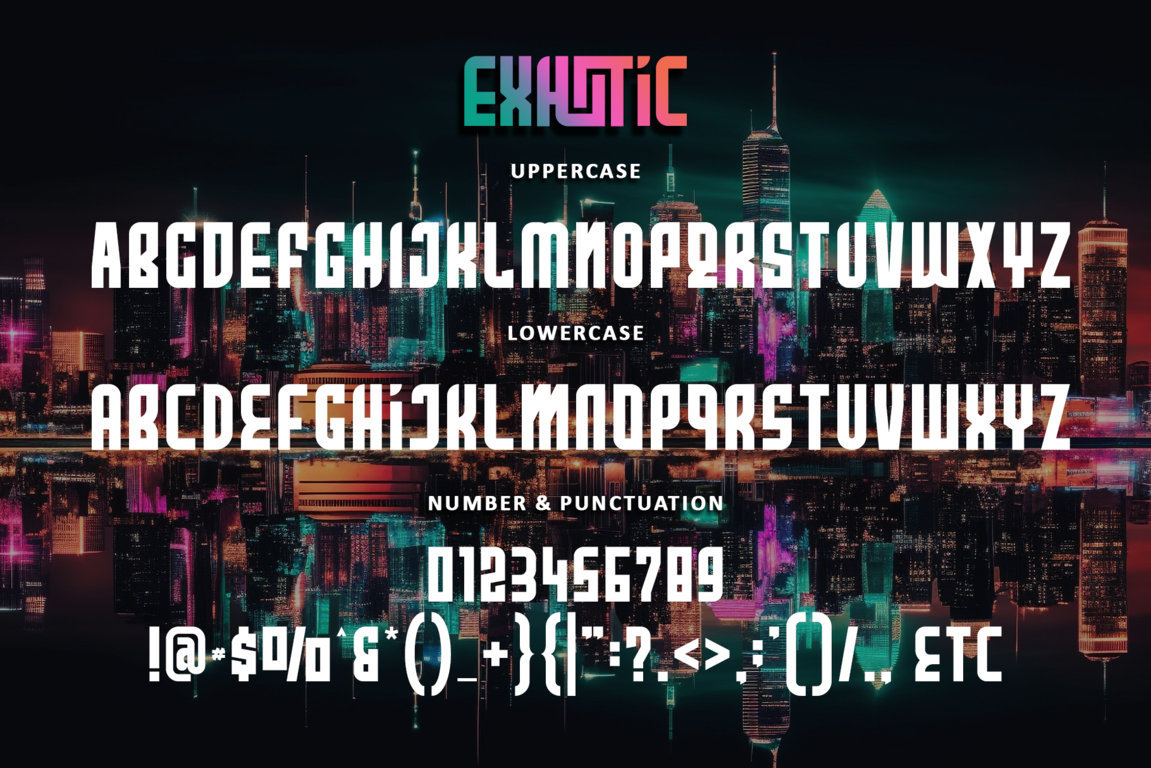 EXHOTiC
UPPERCASE
ABCDEFGHIJKLMNOPQRSTUVWXYZ
LOWERCASE
ABCDEFGHiJKLMNOPQRSTUVWXYZ
NUMBER & PUNCTUATION
0123456789
!@#$%^&*()_+}{|":?.<>,;'[]/., ETC